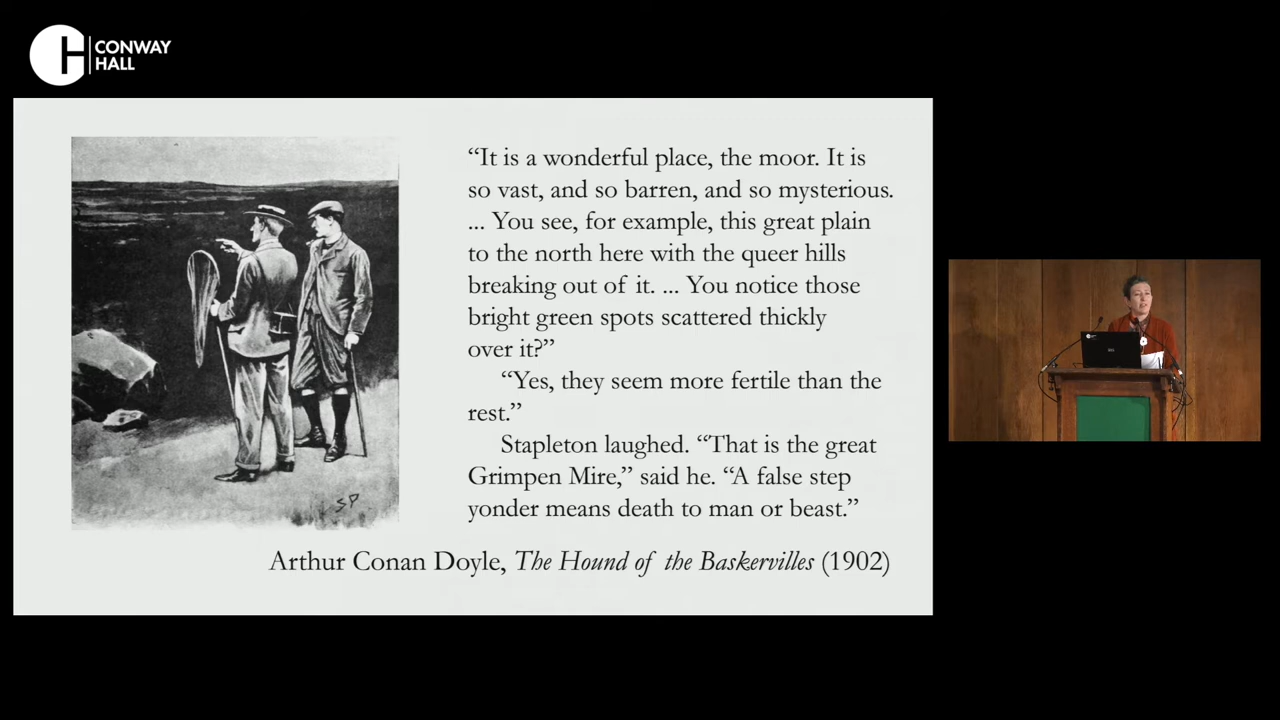 CONWAY
HALL
“It is a wonderful place, the moor. It is
so vast, and so barren, and so mysterious.
... You see, for example, this great plain
to the north here with the queer hills
breaking out of it. ... You notice those
bright green spots scattered thickly
over it?”
“Yes, they seem more fertile than the
rest.”
Stapleton laughed. “That is the great
Grimpen Mire,” said he. “A false step
yonder means death to man or beast.”
SP
Arthur Conan Doyle, The Hound of the Baskervilles (1902)